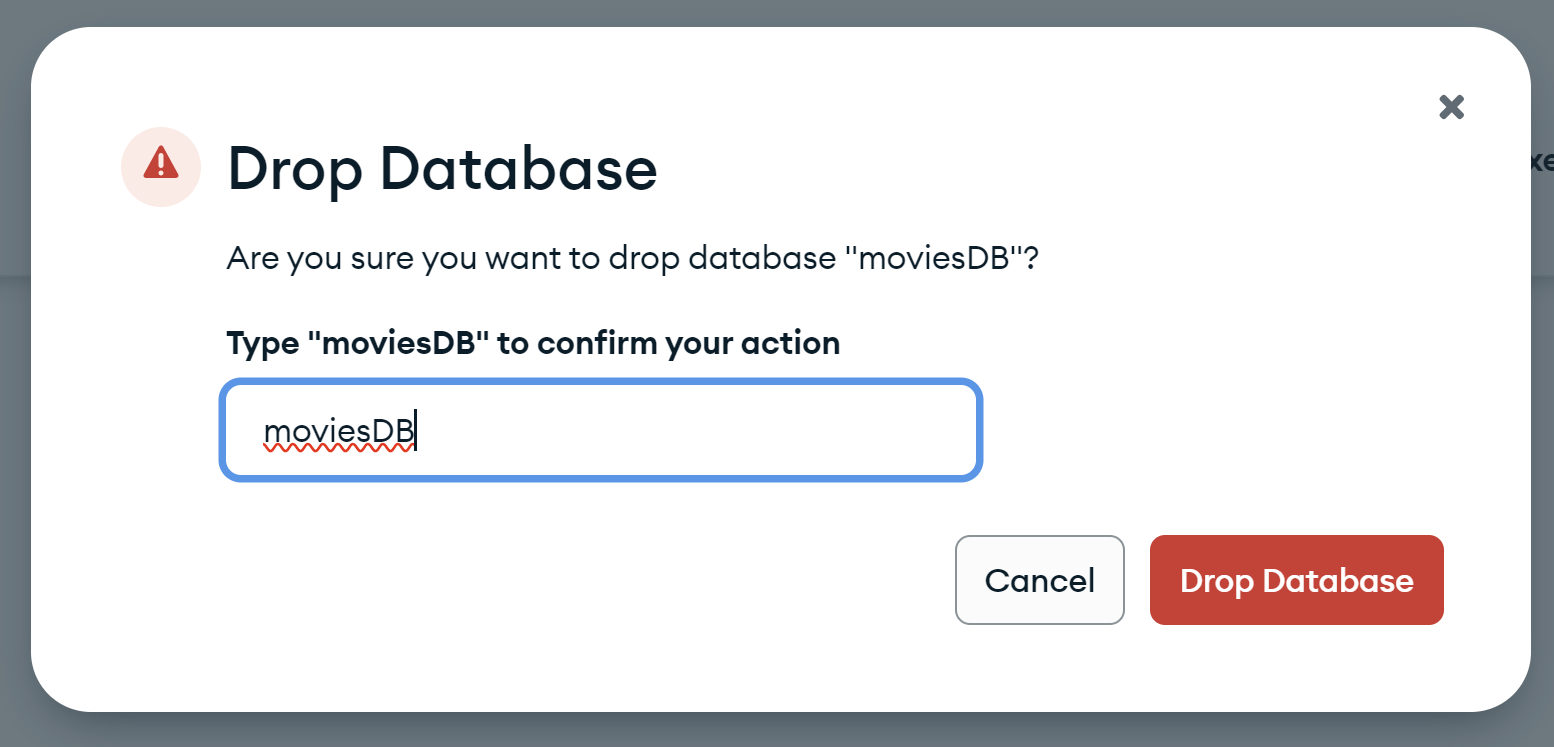 Drop Database
Are you sure you want to drop database "moviesDB"?
Type "moviesDB" to confirm your action
moviesDB
Cancel
Drop Database